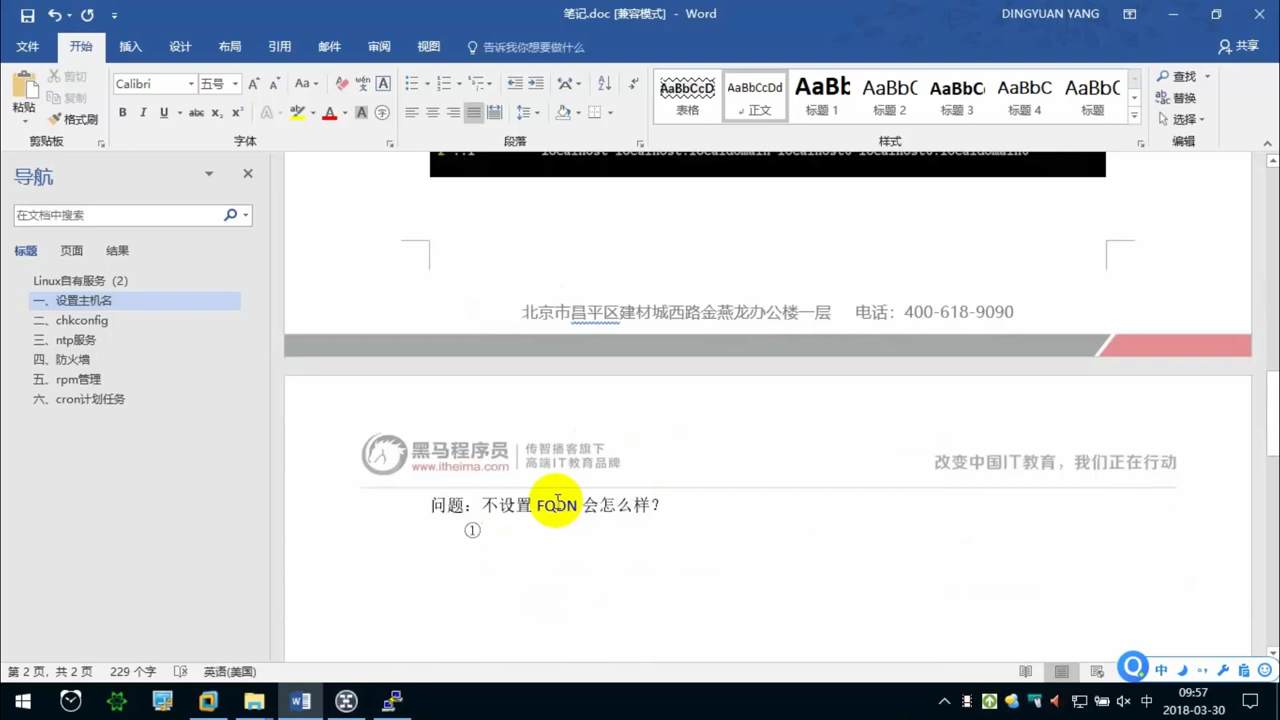 笔记.doc [兼容模式] - Word
DINGYUAN YANG
文件 开始 插入 设计 布局 引用 邮件 审阅 视图 告诉我你想要做什么 共享
粘贴 剪切 复制 格式刷
Calibri 五号
AaBbCcD AaBbCcDd AaBb AaBbC AaBbC AaBbC AaBbC
表格 正文 标题 1 标题 2 标题 3 标题 4 标题
查找
替换
选择
剪贴板 字体 段落 样式 编辑
导航
在文档中搜索
标题 页面 结果
Linux自有服务（2）
一、设置主机名
二、chkconfig
三、ntp服务
四、防火墙
五、rpm管理
六、cron计划任务
北京市昌平区建材城西路金燕龙办公楼一层 电话：400-618-9090
黑马程序员
www.itheima.com
传智播客旗下
高端IT教育品牌
改变中国IT教育，我们正在行动
问题：不设置 FQDN 会怎么样？
①
第 2 页，共 2 页 229 个字 英语(美国)
中
中
09:57
2018-03-30